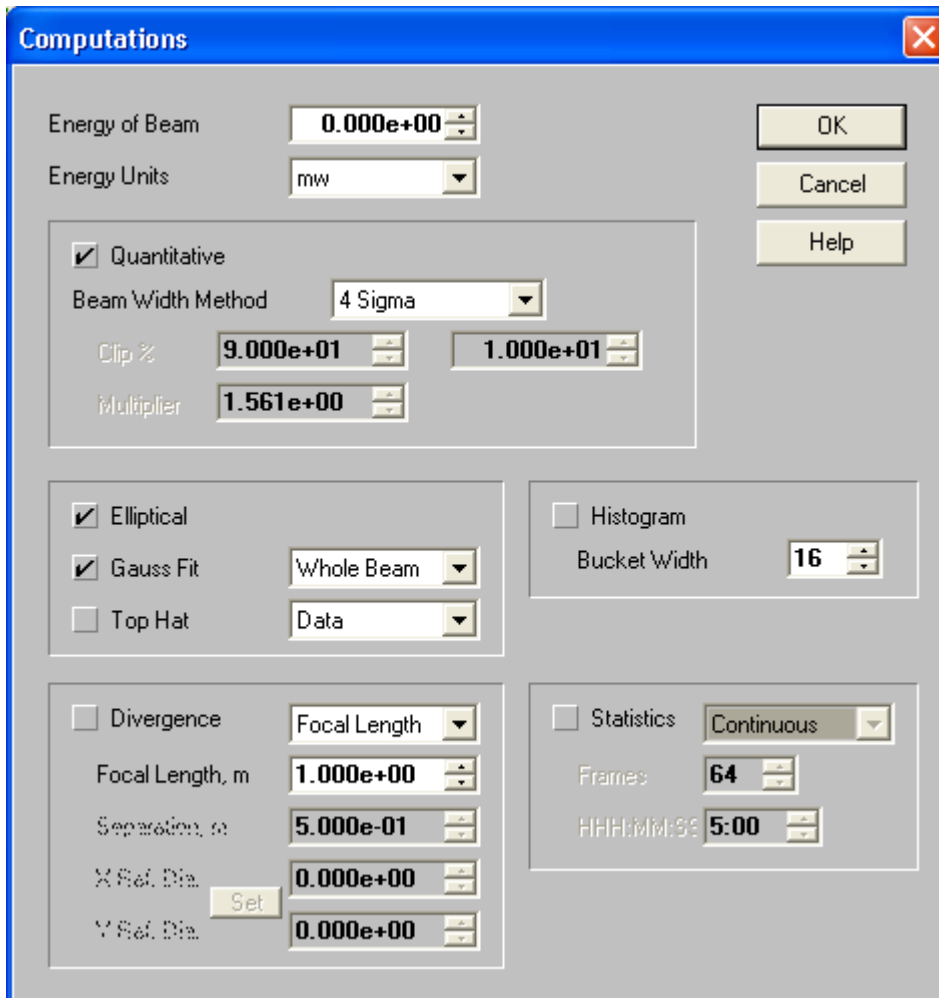 Computations
Energy of Beam 0.000e+00
OK
Energy Units mw
Cancel
Help
Quantitative
Beam Width Method 4 Sigma
Clip % 9.000e+01 1.000e+01
Multiplier 1.561e+00
Elliptical
Gauss Fit Whole Beam
Top Hat Data
Histogram
Bucket Width 16
Divergence Focal Length
Focal Length, m 1.000e+00
Separation, m 5.000e-01
X Ref. Dia. 0.000e+00
Set
Y Ref. Dia. 0.000e+00
Statistics Continuous
Frames 64
HHH:MM:SS 5:00